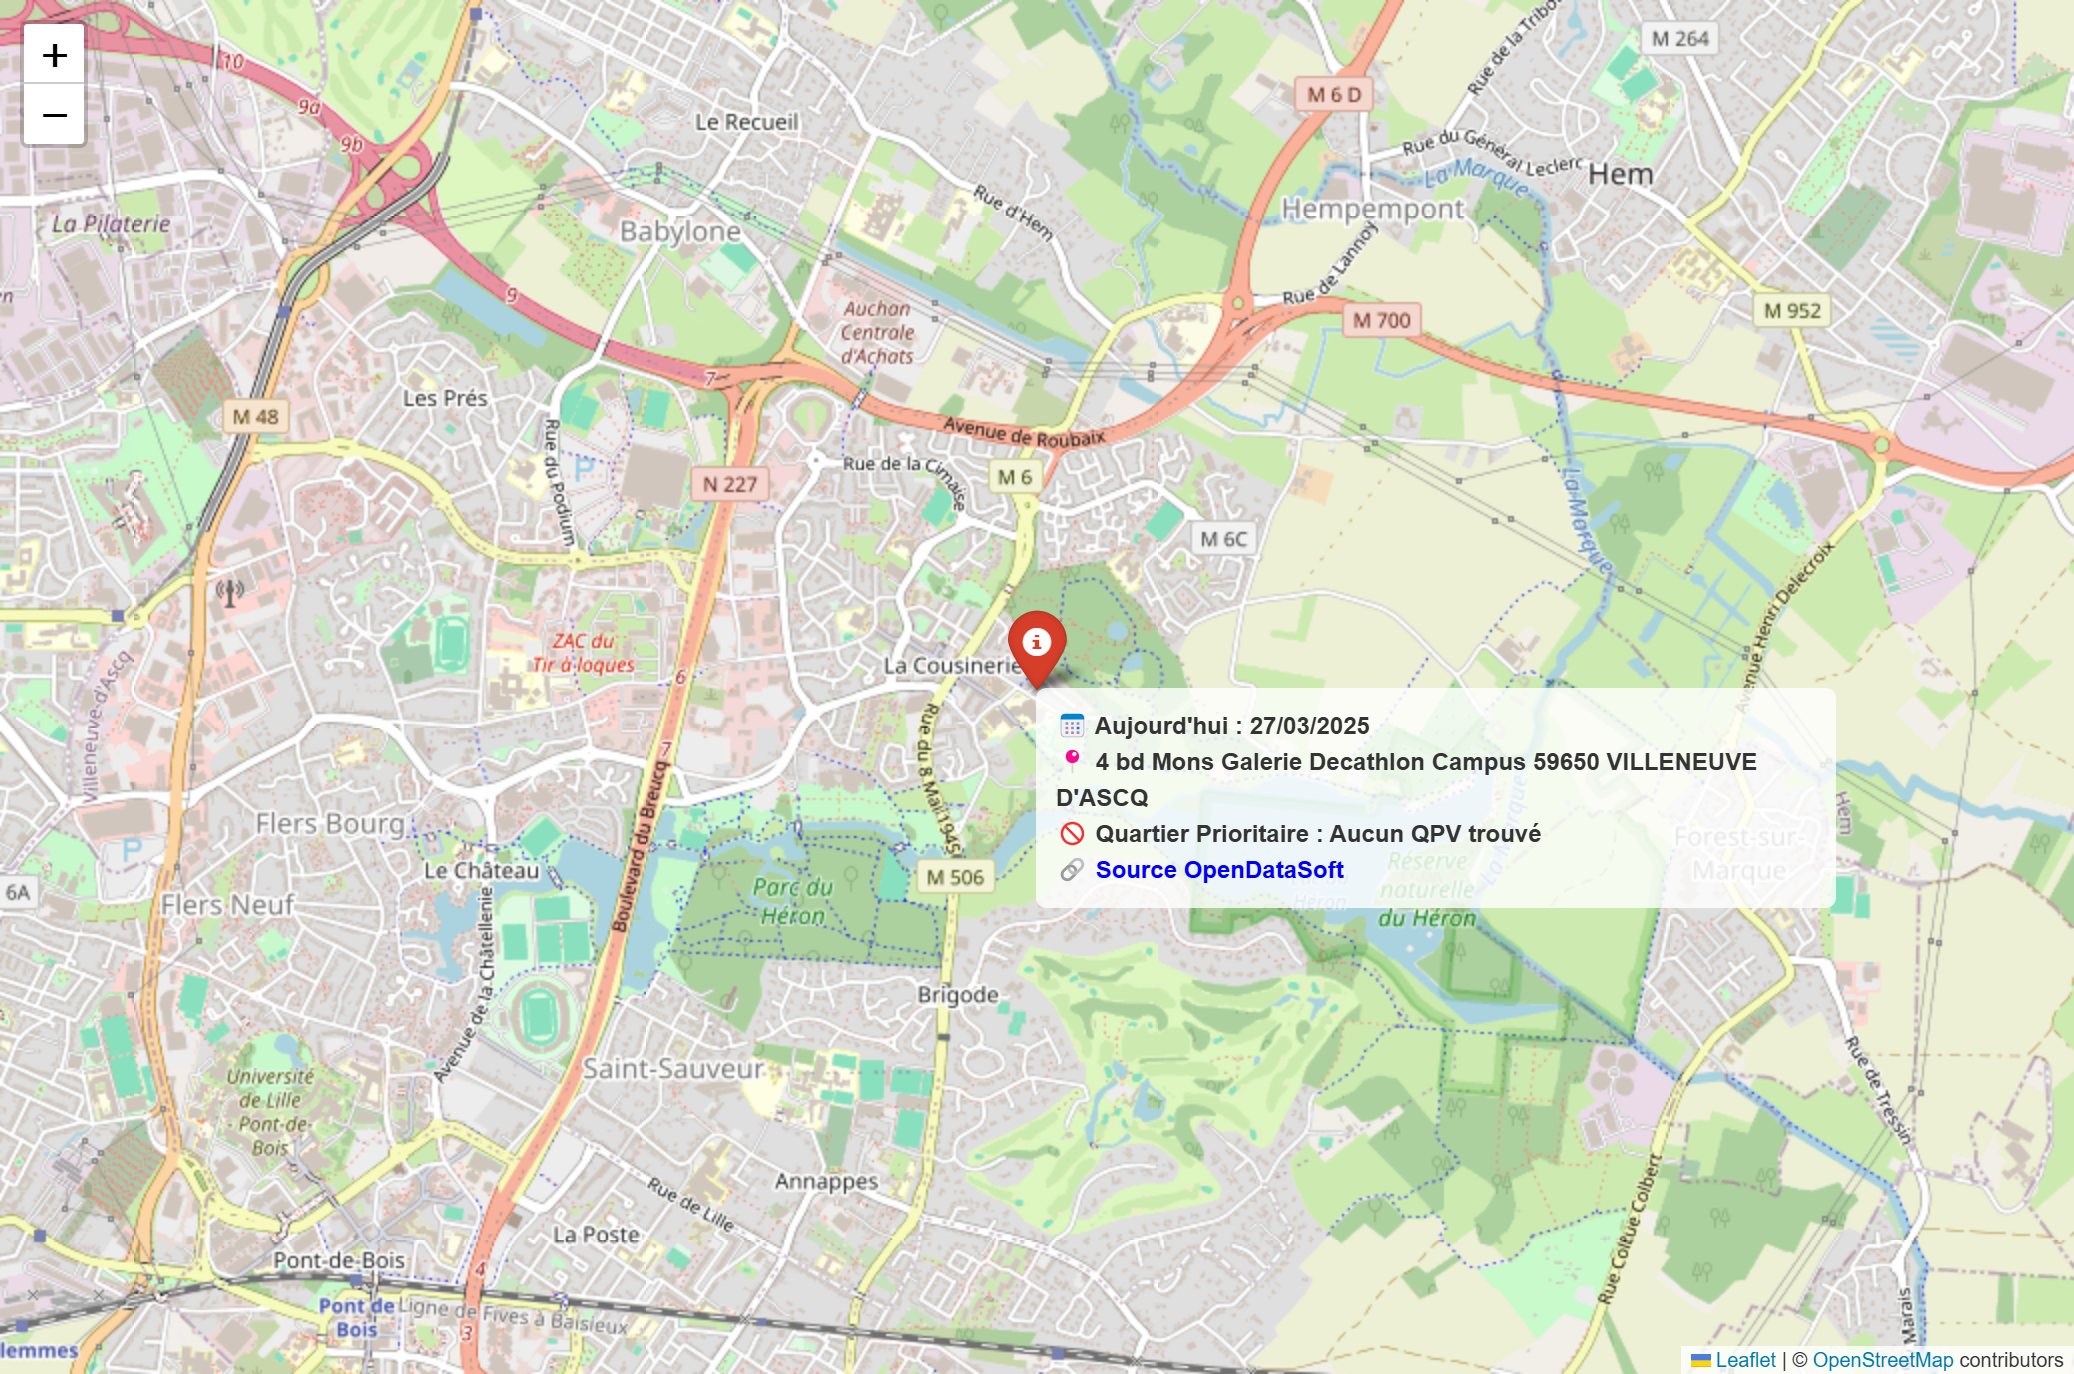 +
−
10
9a
9b
Le Recueil
M 264
Rue de la Tribo
M 6 D
Rue du Général Leclerc
La Marque
Hem
Rue d'Hem
La Pilaterie
Babylone
Hempempont
9
Rue de Lannoy
Auchan
Centrale
d'Achats
M 700
M 952
7
Les Prés
M 48
Avenue de Roubaix
Rue du Podium
P
N 227
Rue de la Cimaise
M 6
M 6C
La Marque
Avenue Henri Delecroix
ZAC du
Tir à loques
6
La Cousinerie
Villeneuve d'Ascq
Rue du 8 Mai 1945
7
Boulevard du Breucq
Aujourd'hui : 27/03/2025
4 bd Mons Galerie Decathlon Campus 59650 VILLENEUVE
D'ASCQ
Quartier Prioritaire : Aucun QPV trouvé
Source OpenDataSoft
Hem
La Marque
Forest-sur-
Marque
Réserve
naturelle
du Héron
Héron
Flers Bourg
P
Le Château
6A
Flers Neuf
Parc du
Héron
M 506
Avenue de la Châtellenie
Brigode
Saint-Sauveur
Université
de Lille
- Pont-de-
Bois
Rue de Tressin
Annappes
Rue de Lille
La Poste
Rue Colbert
Pont-de-Bois
4
Pont de
Bois
Ligne de Fives à Baisieux
3
Marais
lemmes
Leaflet | © OpenStreetMap contributors